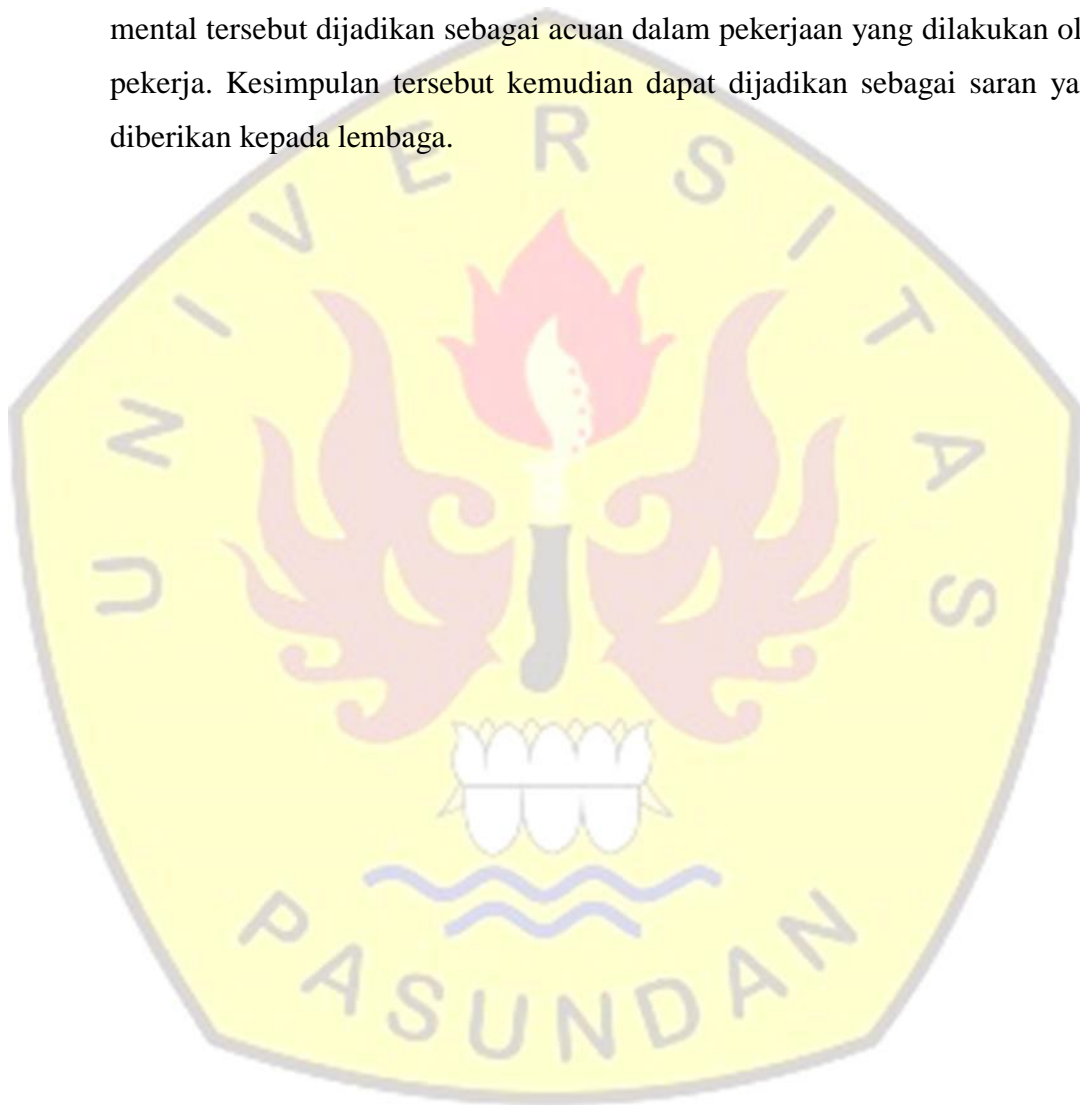 mental tersebut dijadikan sebagai acuan dalam pekerjaan yang dilakukan ol
pekerja. Kesimpulan tersebut kemudian dapat dijadikan sebagai saran ya
diberikan kepada lembaga.
UNIVERSITAS
PASUNDAN